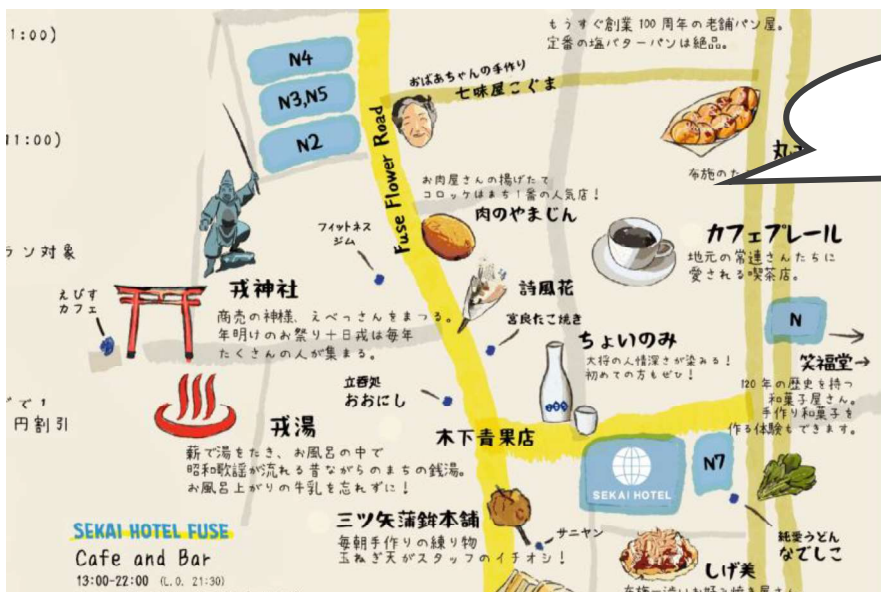 1:00)
11:00)
ラン対象
円割引
N4
N3,N5
N2
Fuse Flower Road
もうすぐ創業100周年の老舗パン屋。
定番の塩バターパンは絶品。
おばあちゃんの手作り
七味屋こぐま
布施のた
お肉屋さんの揚げたて
コロッケはまち1番の人気店!
肉のやまじん
カフェブレール
地元の常連さんたちに
愛される喫茶店。
フィットネス
ジム
えびす
カフェ
戎神社
商売の神様、えべっさんをまつる。
年明けのお祭り十日戎は毎年
たくさんの人が集まる。
詩風花
宮良たこ焼き
ちょいのみ
大将の人情深さが染みる!
初めての方もぜひ!
N
笑福堂→
120年の歴史を持つ
和菓子屋さん。
手作り和菓子を
作る体験もできます。
立呑処
おおにし
戎湯
薪で湯をたき、お風呂の中で
昭和歌謡が流れる昔ながらのまちの銭湯。
お風呂上がりの牛乳を忘れずに!
木下青果店
SEKAI HOTEL
N7
三ツ矢蒲鉾本舗
毎朝手作りの練り物
玉ねぎ天がスタッフのイチオシ!
サニヤン
純愛うどん
なでしこ
しげ美
SEKAI HOTEL FUSE
Cafe and Bar
13:00-22:00 (L.O. 21:30)